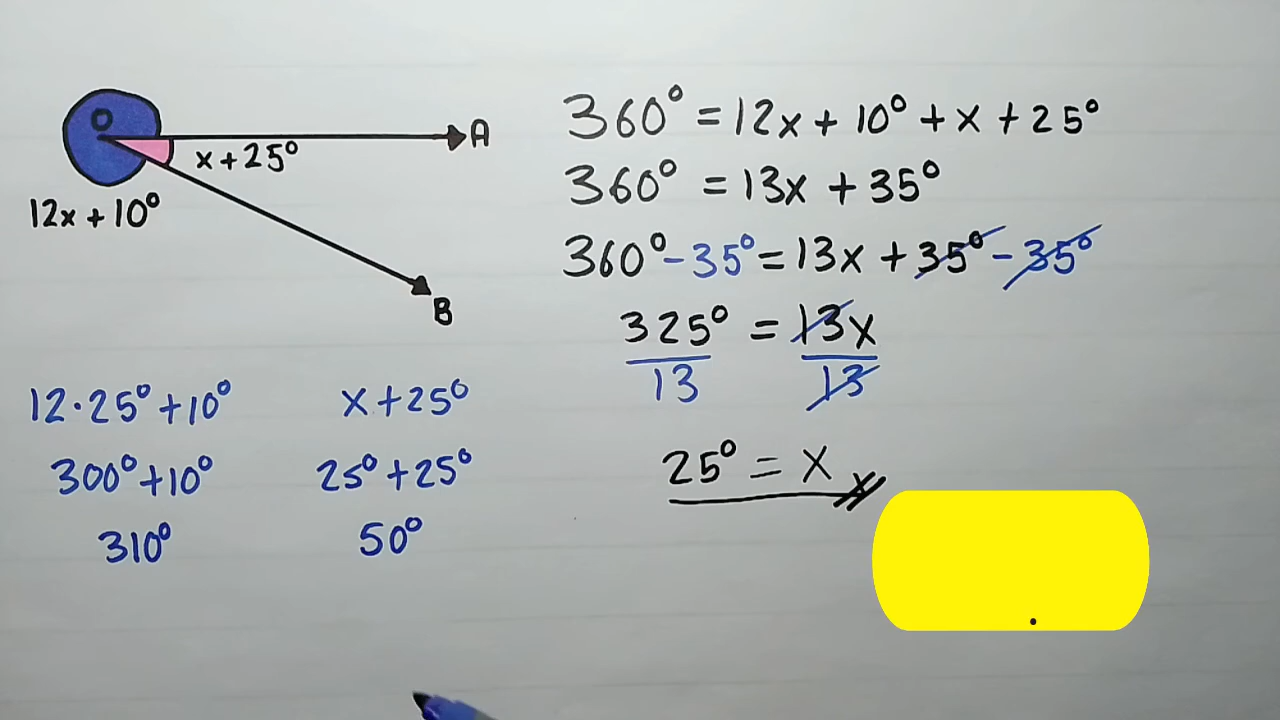 O
A
x+25°
12x+10°
B
360° = 12x + 10° + x + 25°
360° = 13x + 35°
360° - 35° = 13x + 35° - 35°
325° = 13x
13 13
25° = x
12·25° + 10° x + 25°
300° + 10° 25° + 25°
310° 50°